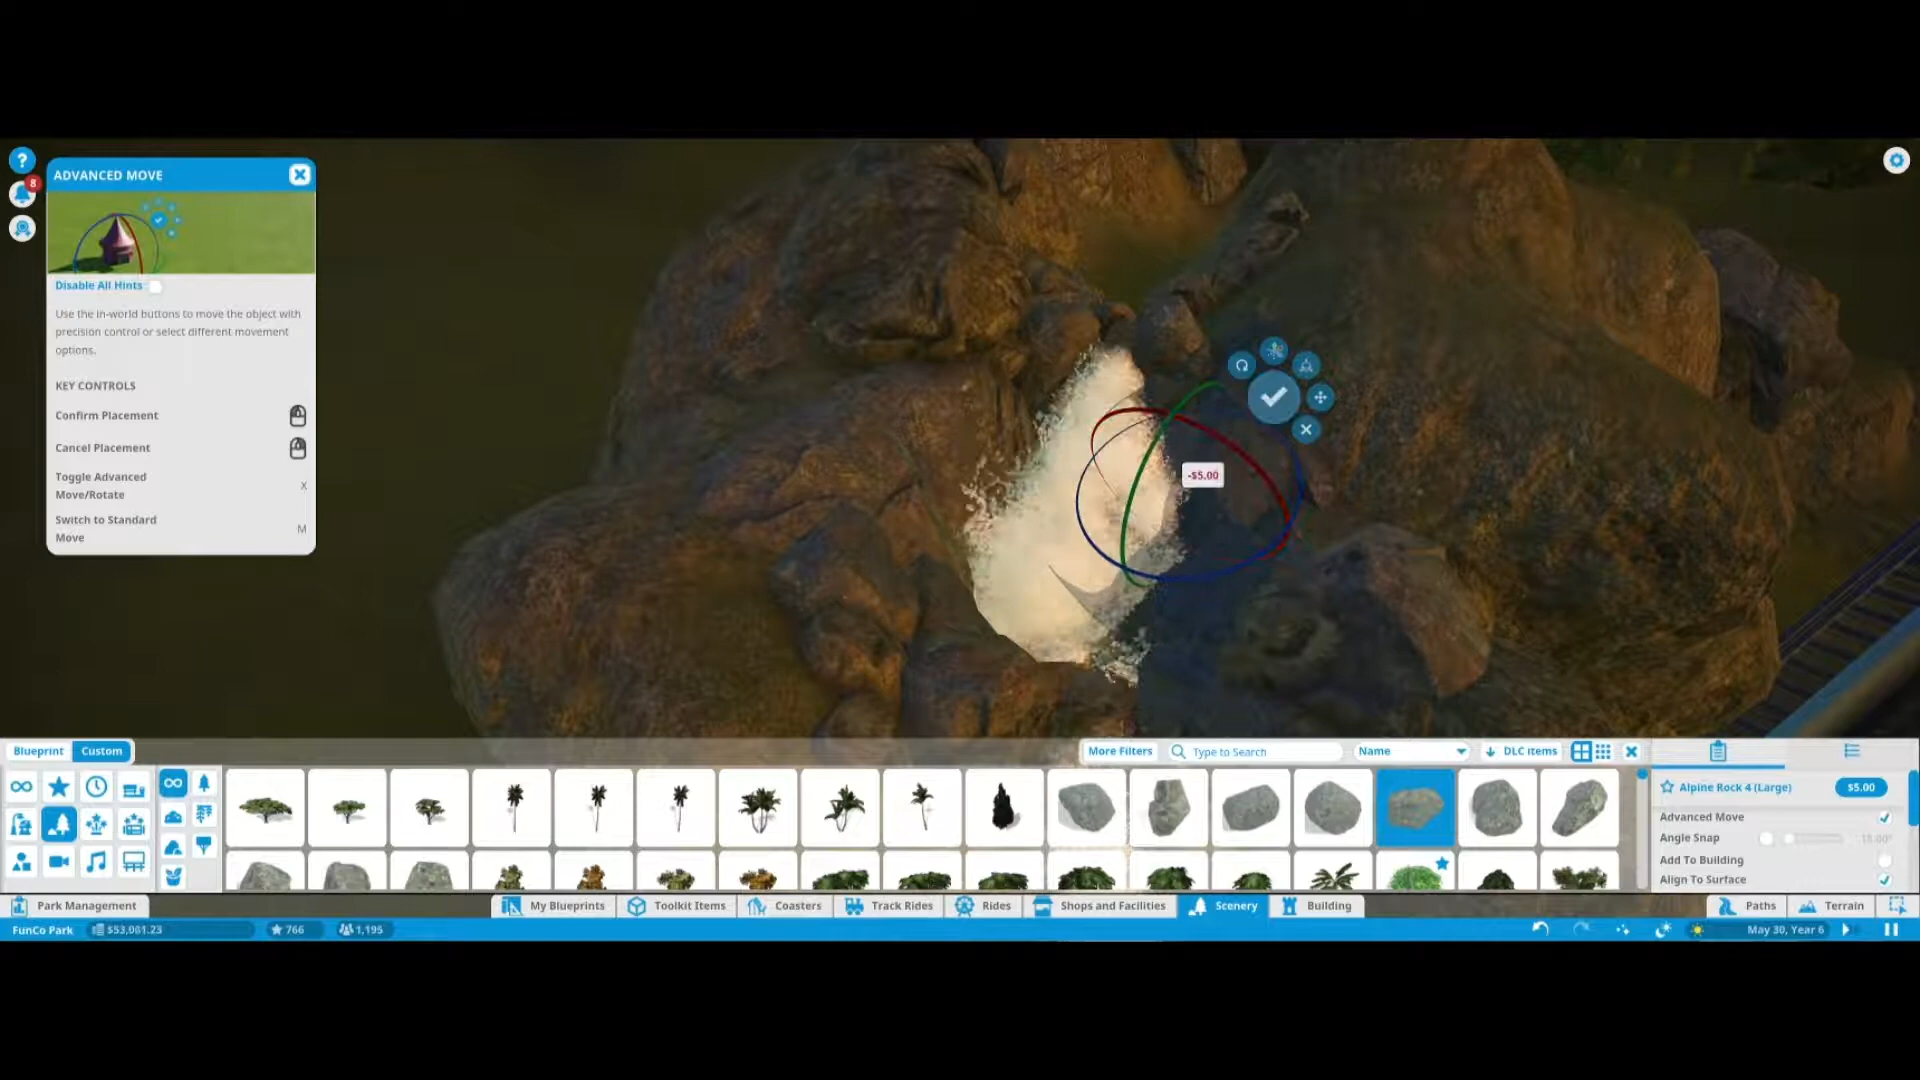 ?
8
ADVANCED MOVE
Disable All Hints
Use the in-world buttons to move the object with
precision control or select different movement
options.
KEY CONTROLS
Confirm Placement
Cancel Placement
Toggle Advanced
Move/Rotate
X
Switch to Standard
Move
M
-$5.00
Blueprint
Custom
More Filters
Type to Search
Name
DLC items
Alpine Rock 4 (Large)
$5.00
Advanced Move
Angle Snap
Add To Building
Align To Surface
Park Management
My Blueprints
Toolkit Items
Coasters
Track Rides
Rides
Shops and Facilities
Scenery
Building
Paths
Terrain
FunCo Park
766
1,195
May 30, Year 6